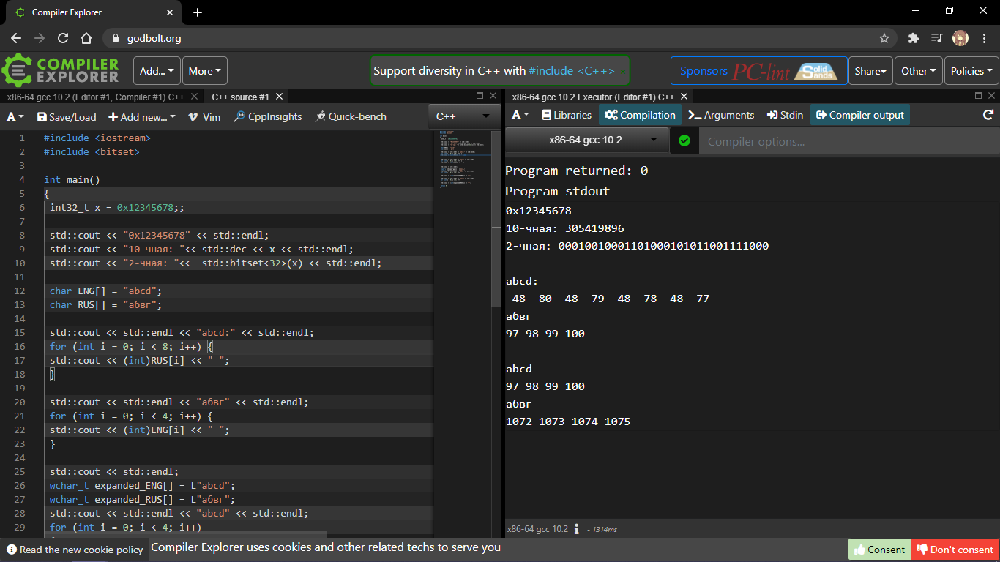 Compiler Explorer
godbolt.org
COMPILER EXPLORER Add... More Support diversity in C++ with #include <C++> Sponsors PC-lint Solid Sands Share Other Policies
x86-64 gcc 10.2 (Editor #1, Compiler #1) C++ C++ source #1
A Save/Load + Add new... Vim CppInsights Quick-bench C++
1 #include <iostream>
2 #include <bitset>
3
4 int main()
5 {
6 int32_t x = 0x12345678;;
7
8 std::cout << "0x12345678" << std::endl;
9 std::cout << "10-чная: "<< std::dec << x << std::endl;
10 std::cout << "2-чная: "<<  std::bitset<32>(x) << std::endl;
11
12 char ENG[] = "abcd";
13 char RUS[] = "абвг";
14
15 std::cout << std::endl << "abcd:" << std::endl;
16 for (int i = 0; i < 8; i++) {
17 std::cout << (int)RUS[i] << " ";
18 }
19
20 std::cout << std::endl << "абвг" << std::endl;
21 for (int i = 0; i < 4; i++) {
22 std::cout << (int)ENG[i] << " ";
23 }
24
25 std::cout << std::endl;
26 wchar_t expanded_ENG[] = L"abcd";
27 wchar_t expanded_RUS[] = L"абвг";
28 std::cout << std::endl << "abcd" << std::endl;
29 for (int i = 0; i < 4; i++)
x86-64 gcc 10.2 Executor (Editor #1) C++
A Libraries Compilation Arguments Stdin Compiler output
x86-64 gcc 10.2 Compiler options...
Program returned: 0
Program stdout
0x12345678
10-чная: 305419896
2-чная: 00010010001101000101011001111000
abcd:
-48 -80 -48 -79 -48 -78 -48 -77
абвг
97 98 99 100
abcd
97 98 99 100
абвг
1072 1073 1074 1075
x86-64 gcc 10.2 - 1314ms
Read the new cookie policy Compiler Explorer uses cookies and other related techs to serve you Consent Don't consent